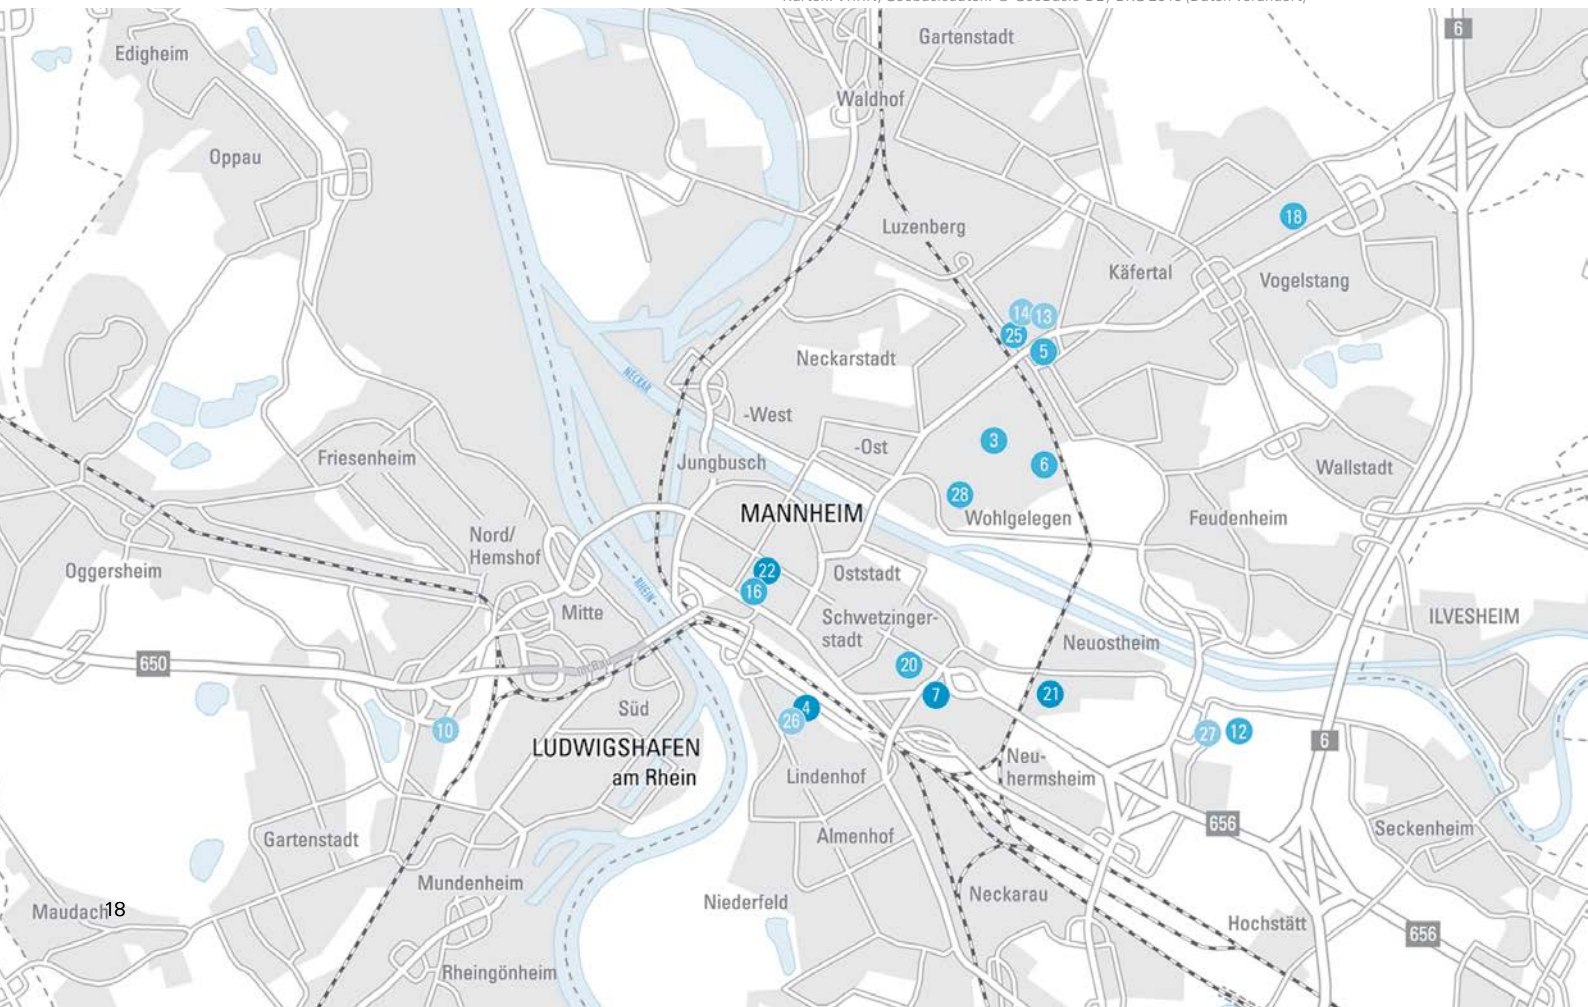 6
Edigheim
Gartenstadt
Waldhof
Oppau
18
Luzenberg
Käfertal
Vogelstang
14
13
25
5
Neckarstadt
NECKAR
-West
-Ost
3
Friesenheim
Jungbusch
6
Wallstadt
28
MANNHEIM
Wohlgelegen
Feudenheim
Nord/
Hemshof
Oggersheim
22
Oststadt
16
RHEIN
Mitte
Schwetzinger-
stadt
ILVESHEIM
Neuostheim
650
20
7
21
Süd
4
26
10
27
12
6
LUDWIGSHAFEN
am Rhein
Lindenhof
Neu-
hermsheim
656
Seckenheim
Gartenstadt
Almenhof
Mundenheim
Neckarau
Niederfeld
Maudach
18
Hochstätt
656
Rheingönheim